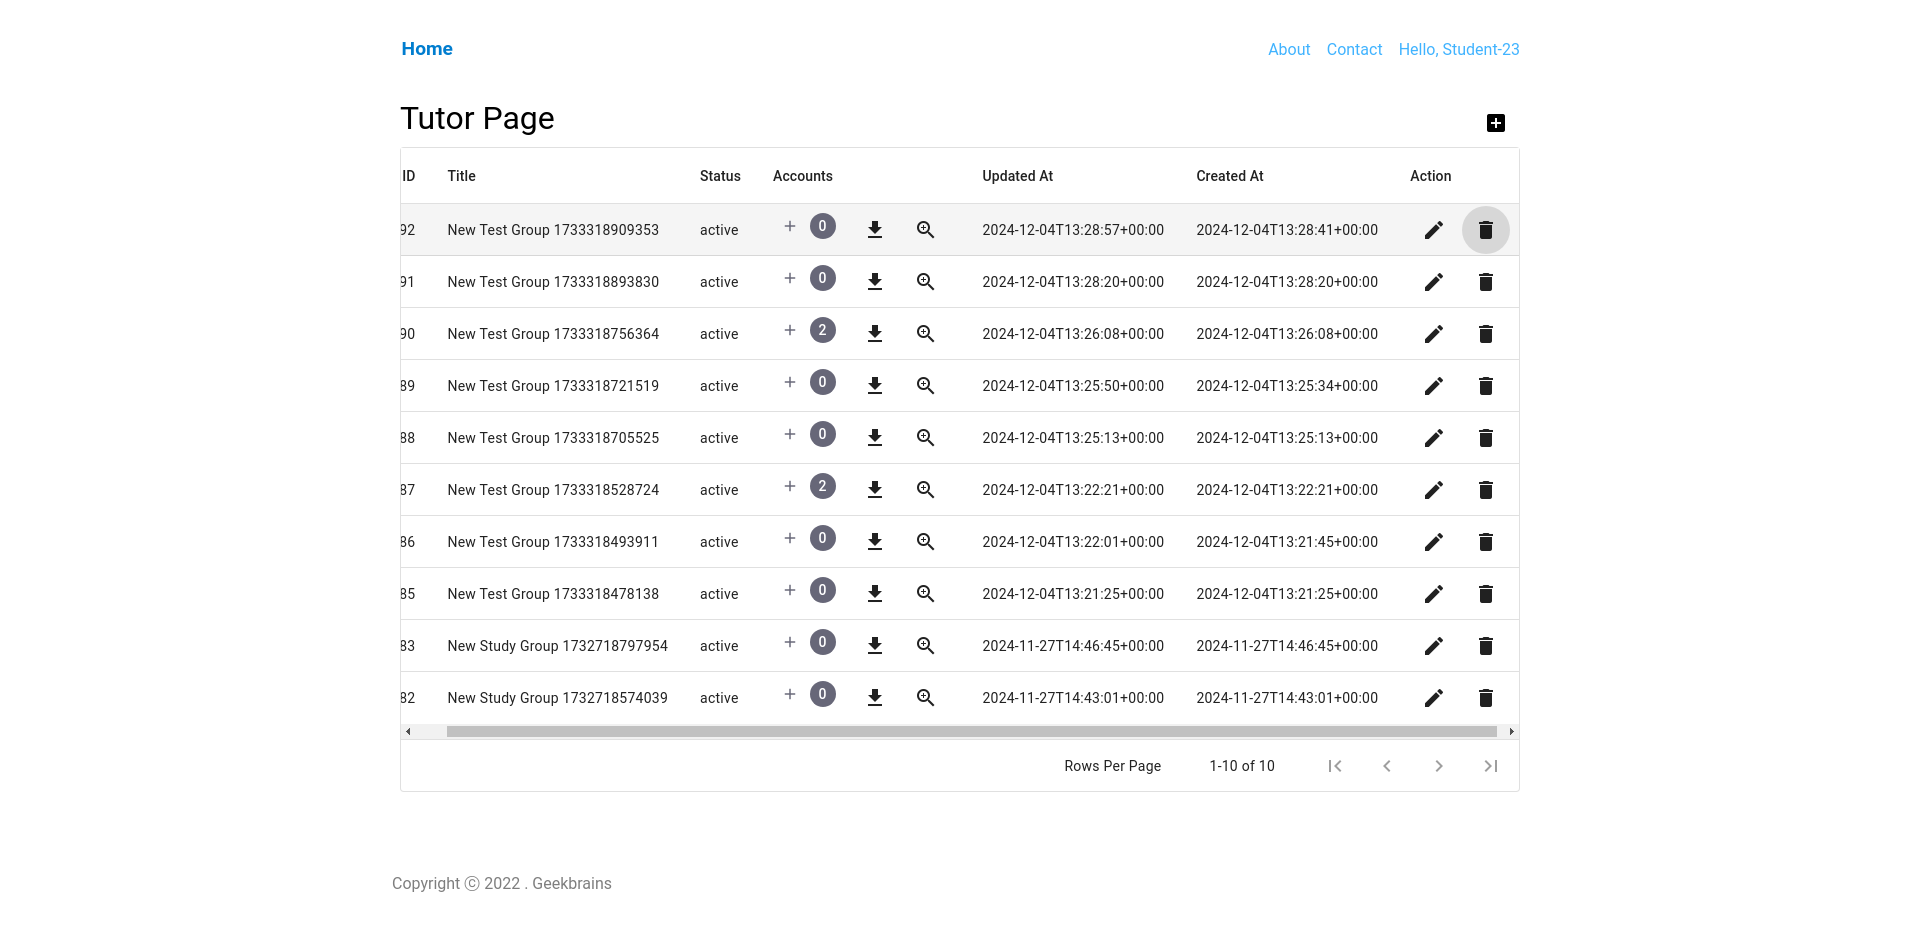 Home About Contact Hello, Student-23
Tutor Page
ID Title Status Accounts Updated At Created At Action
92 New Test Group 1733318909353 active 0 2024-12-04T13:28:57+00:00 2024-12-04T13:28:41+00:00
91 New Test Group 1733318893830 active 0 2024-12-04T13:28:20+00:00 2024-12-04T13:28:20+00:00
90 New Test Group 1733318756364 active 2 2024-12-04T13:26:08+00:00 2024-12-04T13:26:08+00:00
89 New Test Group 1733318721519 active 0 2024-12-04T13:25:50+00:00 2024-12-04T13:25:34+00:00
88 New Test Group 1733318705525 active 0 2024-12-04T13:25:13+00:00 2024-12-04T13:25:13+00:00
87 New Test Group 1733318528724 active 2 2024-12-04T13:22:21+00:00 2024-12-04T13:22:21+00:00
86 New Test Group 1733318493911 active 0 2024-12-04T13:22:01+00:00 2024-12-04T13:21:45+00:00
85 New Test Group 1733318478138 active 0 2024-12-04T13:21:25+00:00 2024-12-04T13:21:25+00:00
83 New Study Group 1732718797954 active 0 2024-11-27T14:46:45+00:00 2024-11-27T14:46:45+00:00
82 New Study Group 1732718574039 active 0 2024-11-27T14:43:01+00:00 2024-11-27T14:43:01+00:00
Rows Per Page 1-10 of 10
Copyright ⓒ 2022 . Geekbrains